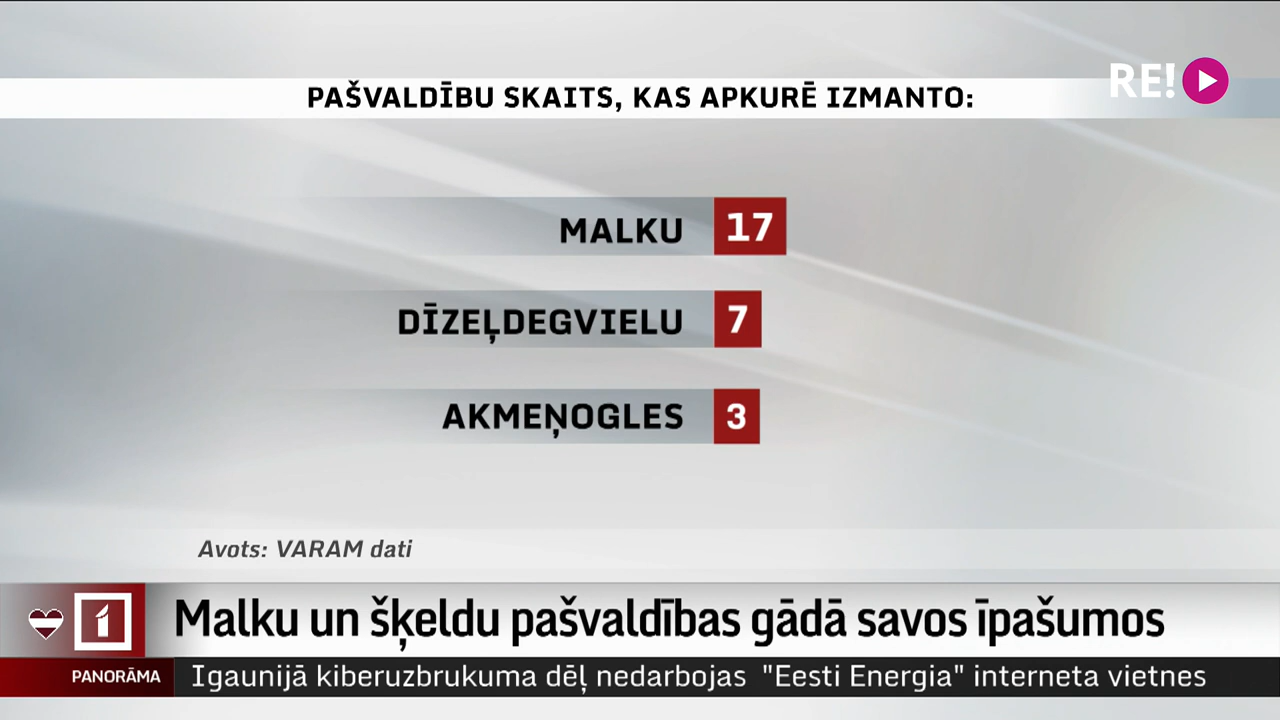 RE!
PAŠVALDĪBU SKAITS, KAS APKURĒ IZMANTO:
MALKU 17
DĪZEĻDEGVIELU 7
AKMEŅOGLES 3
Avots: VARAM dati
1 Malku un šķeldu pašvaldības gādā savos īpašumos
PANORĀMA Igaunijā kiberuzbrukuma dēļ nedarbojas "Eesti Energia" interneta vietnes